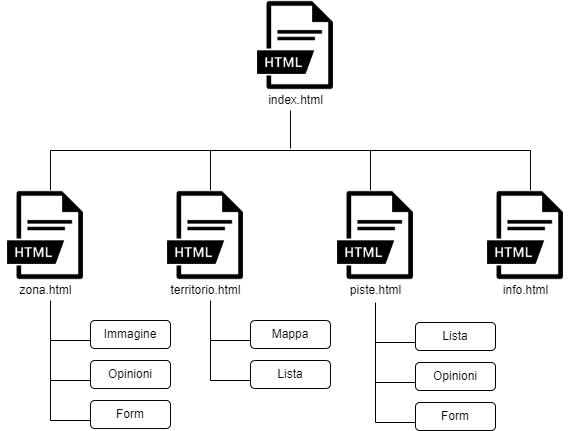 HTML
index.html
HTML
HTML
HTML
HTML
zona.html
territorio.html
piste.html
info.html
Immagine
Opinioni
Form
Mappa
Lista
Lista
Opinioni
Form